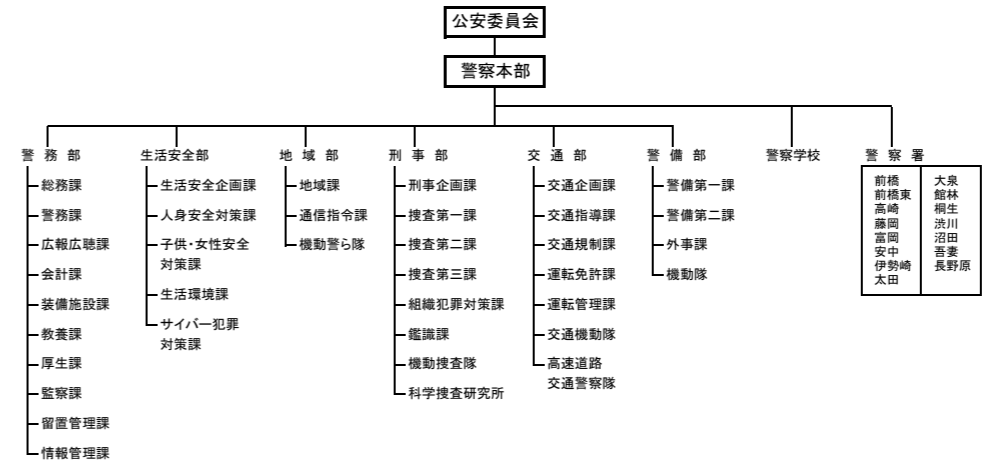 公安委員会
警察本部
警務部
総務課
警務課
広報広聴課
会計課
装備施設課
教養課
厚生課
監察課
留置管理課
情報管理課
生活安全部
生活安全企画課
人身安全対策課
子供・女性安全
対策課
生活環境課
サイバー犯罪
対策課
地域部
地域課
通信指令課
機動警ら隊
刑事部
刑事企画課
捜査第一課
捜査第二課
捜査第三課
組織犯罪対策課
鑑識課
機動捜査隊
科学捜査研究所
交通部
交通企画課
交通指導課
交通規制課
運転免許課
運転管理課
交通機動隊
高速道路
交通警察隊
警備部
警備第一課
警備第二課
外事課
機動隊
警察学校
警察署
前橋
前橋東
高崎
藤岡
富岡
安中
伊勢崎
太田
大泉
館林
桐生
渋川
沼田
吾妻
長野原